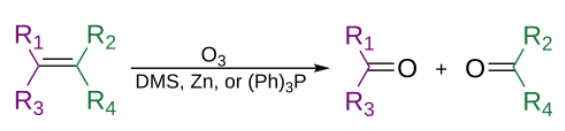 R₁ R₂
R₃ R₄
O₃
DMS, Zn, or (Ph)₃P
R₁
O
R₃
+
R₂
O
R₄